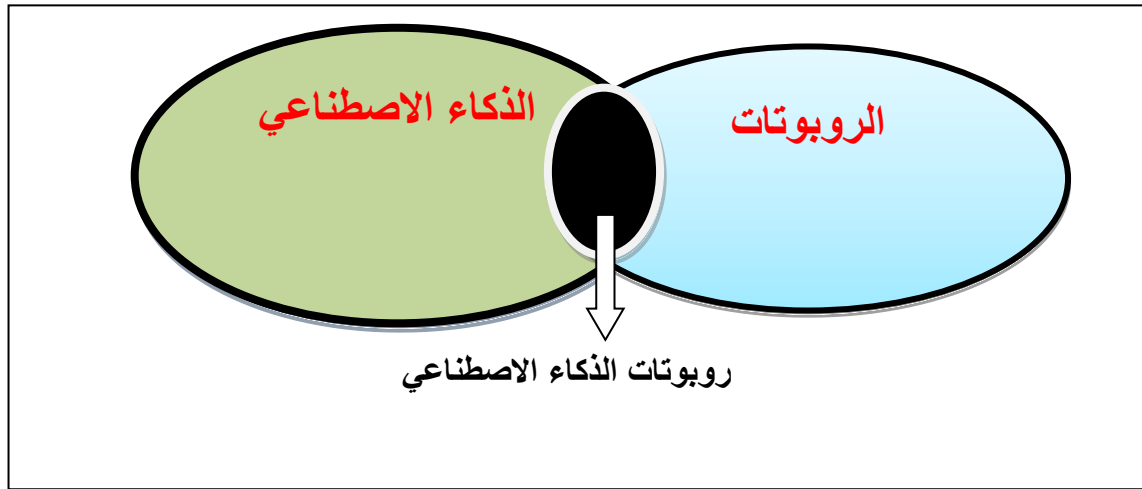 الذكاء الاصطناعي
الروبوتات
روبوتات الذكاء الاصطناعي